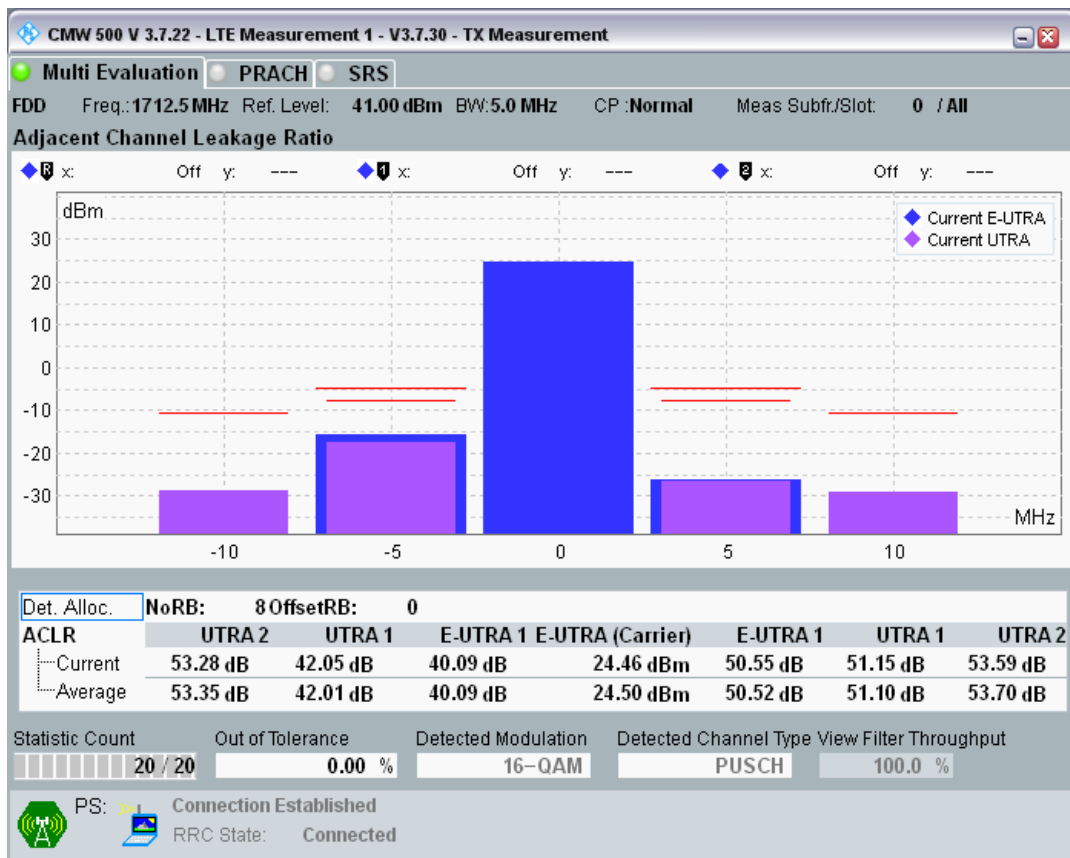 CMW 500 V 3.7.22 - LTE Measurement 1 - V3.7.30 - TX Measurement
Multi Evaluation PRACH SRS
FDD Freq.: 1712.5 MHz Ref. Level: 41.00 dBm BW: 5.0 MHz CP : Normal Meas Subfr./Slot: 0 / All
Adjacent Channel Leakage Ratio
R x: Off y: --- 1 x: Off y: --- 2 x: Off y: ---
dBm
Current E-UTRA
Current UTRA
30
20
10
0
-10
-20
-30
MHz
-10 -5 0 5 10
Det. Alloc. NoRB: 8 OffsetRB: 0
ACLR UTRA 2 UTRA 1 E-UTRA 1 E-UTRA (Carrier) E-UTRA 1 UTRA 1 UTRA 2
Current 53.28 dB 42.05 dB 40.09 dB 24.46 dBm 50.55 dB 51.15 dB 53.59 dB
Average 53.35 dB 42.01 dB 40.09 dB 24.50 dBm 50.52 dB 51.10 dB 53.70 dB
Statistic Count Out of Tolerance Detected Modulation Detected Channel Type View Filter Throughput
20 / 20 0.00 % 16-QAM PUSCH 100.0 %
PS: Connection Established
RRC State: Connected